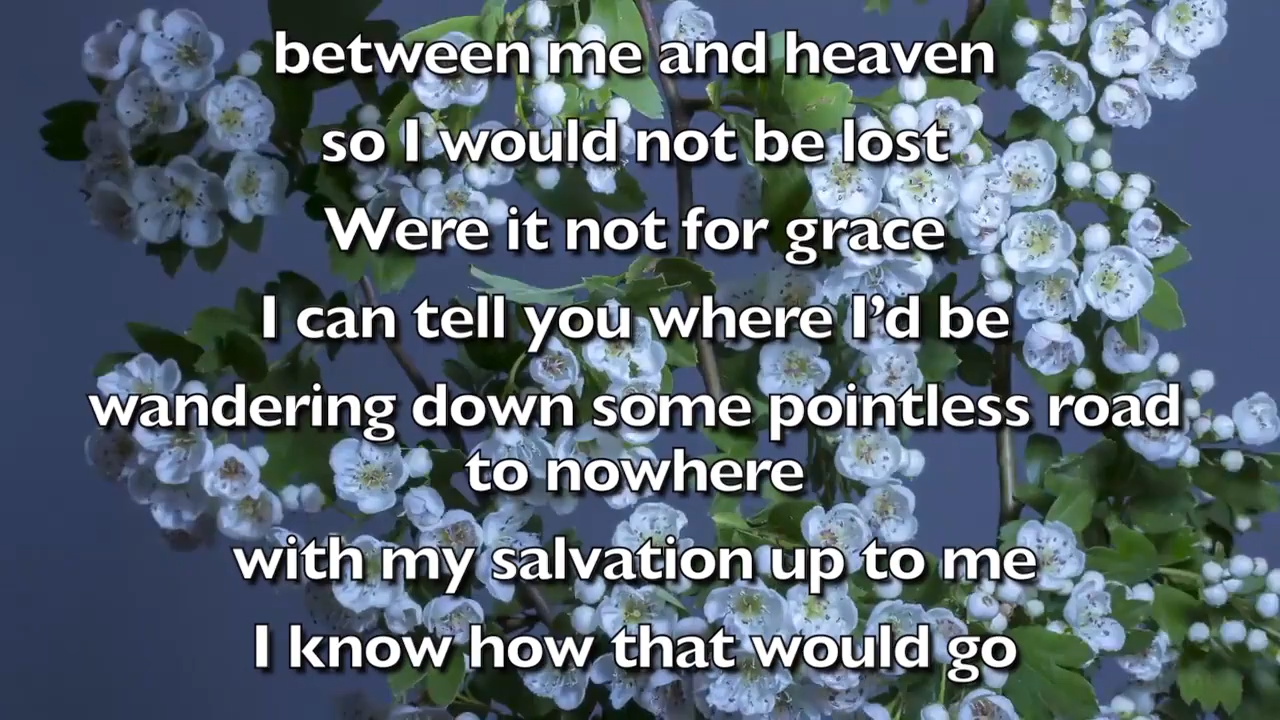 between me and heaven
so I would not be lost
Were it not for grace
I can tell you where I’d be
wandering down some pointless road
to nowhere
with my salvation up to me
I know how that would go